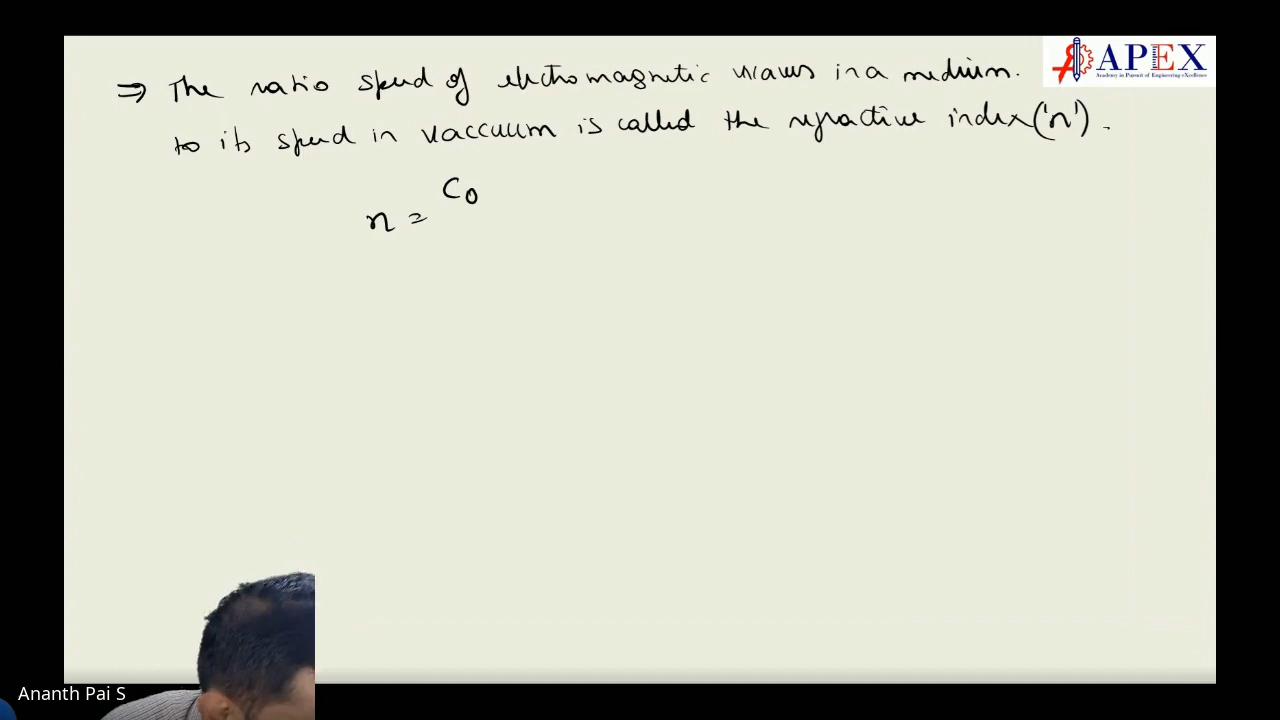 ⇒ The ratio speed of electromagnetic waves in a medium.
to its speed in vaccuum is called the refractive index('n').
n = C0
APEX
Academy in Pursuit of Engineering eXcellence
Ananth Pai S